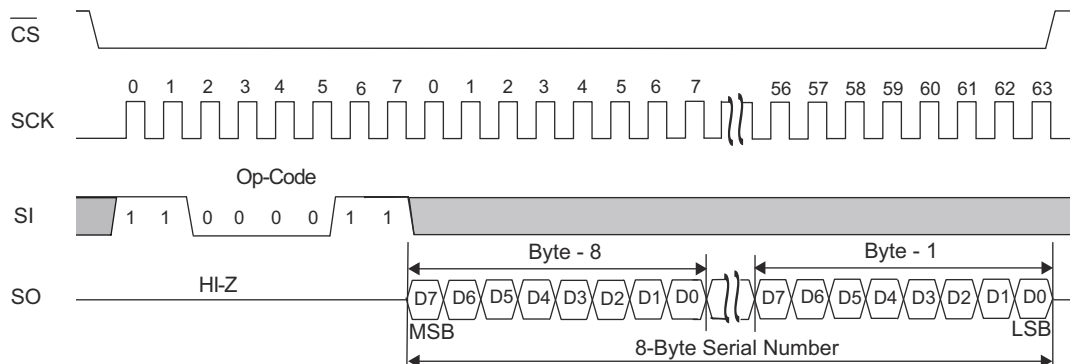 CS
0 1 2 3 4 5 6 7 0 1 2 3 4 5 6 7 56 57 58 59 60 61 62 63
SCK
Op-Code
SI 1 1 0 0 0 0 1 1
Byte - 8 Byte - 1
HI-Z
SO D7 D6 D5 D4 D3 D2 D1 D0 D7 D6 D5 D4 D3 D2 D1 D0
MSB LSB
8-Byte Serial Number